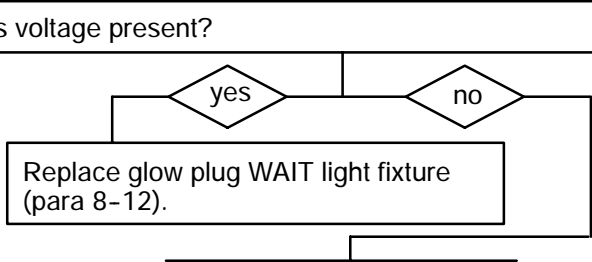 voltage present?
yes no
Replace glow plug WAIT light fixture
(para 8-12).